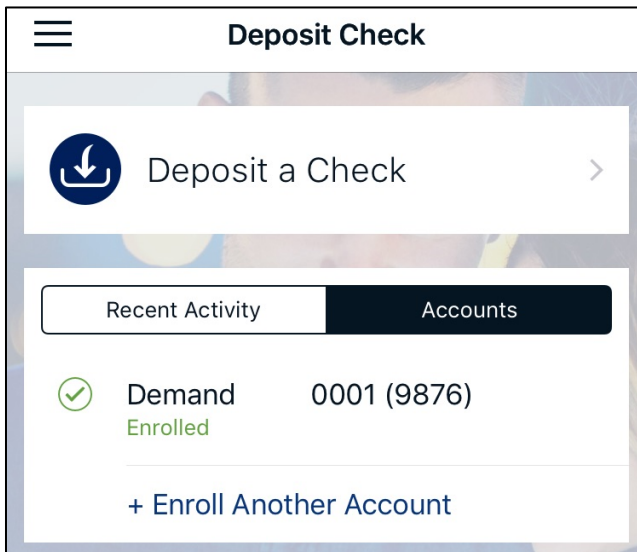 Deposit Check
Deposit a Check
Recent Activity Accounts
Demand 0001 (9876)
Enrolled
+ Enroll Another Account